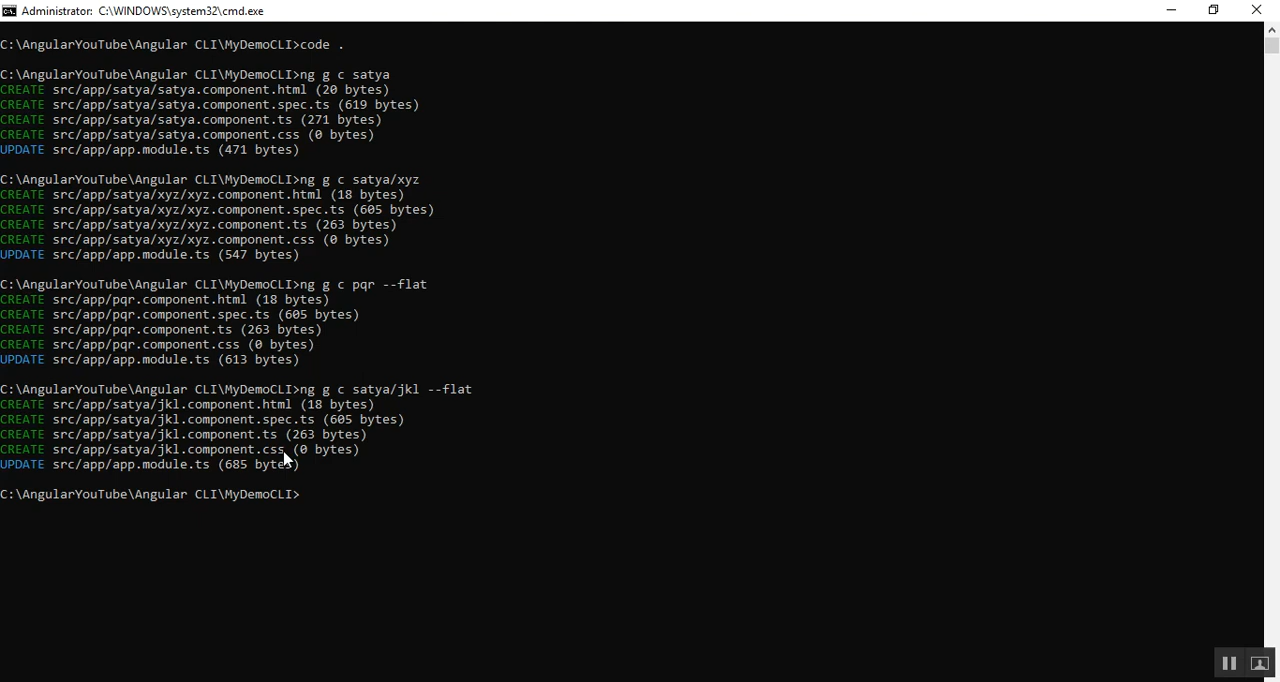 Administrator: C:\WINDOWS\system32\cmd.exe
C:\AngularYouTube\Angular CLI\MyDemoCLI>code .
C:\AngularYouTube\Angular CLI\MyDemoCLI>ng g c satya
CREATE src/app/satya/satya.component.html (20 bytes)
CREATE src/app/satya/satya.component.spec.ts (619 bytes)
CREATE src/app/satya/satya.component.ts (271 bytes)
CREATE src/app/satya/satya.component.css (0 bytes)
UPDATE src/app/app.module.ts (471 bytes)
C:\AngularYouTube\Angular CLI\MyDemoCLI>ng g c satya/xyz
CREATE src/app/satya/xyz/xyz.component.html (18 bytes)
CREATE src/app/satya/xyz/xyz.component.spec.ts (605 bytes)
CREATE src/app/satya/xyz/xyz.component.ts (263 bytes)
CREATE src/app/satya/xyz/xyz.component.css (0 bytes)
UPDATE src/app/app.module.ts (547 bytes)
C:\AngularYouTube\Angular CLI\MyDemoCLI>ng g c pqr --flat
CREATE src/app/pqr.component.html (18 bytes)
CREATE src/app/pqr.component.spec.ts (605 bytes)
CREATE src/app/pqr.component.ts (263 bytes)
CREATE src/app/pqr.component.css (0 bytes)
UPDATE src/app/app.module.ts (613 bytes)
C:\AngularYouTube\Angular CLI\MyDemoCLI>ng g c satya/jkl --flat
CREATE src/app/satya/jkl.component.html (18 bytes)
CREATE src/app/satya/jkl.component.spec.ts (605 bytes)
CREATE src/app/satya/jkl.component.ts (263 bytes)
CREATE src/app/satya/jkl.component.css (0 bytes)
UPDATE src/app/app.module.ts (685 bytes)
C:\AngularYouTube\Angular CLI\MyDemoCLI>